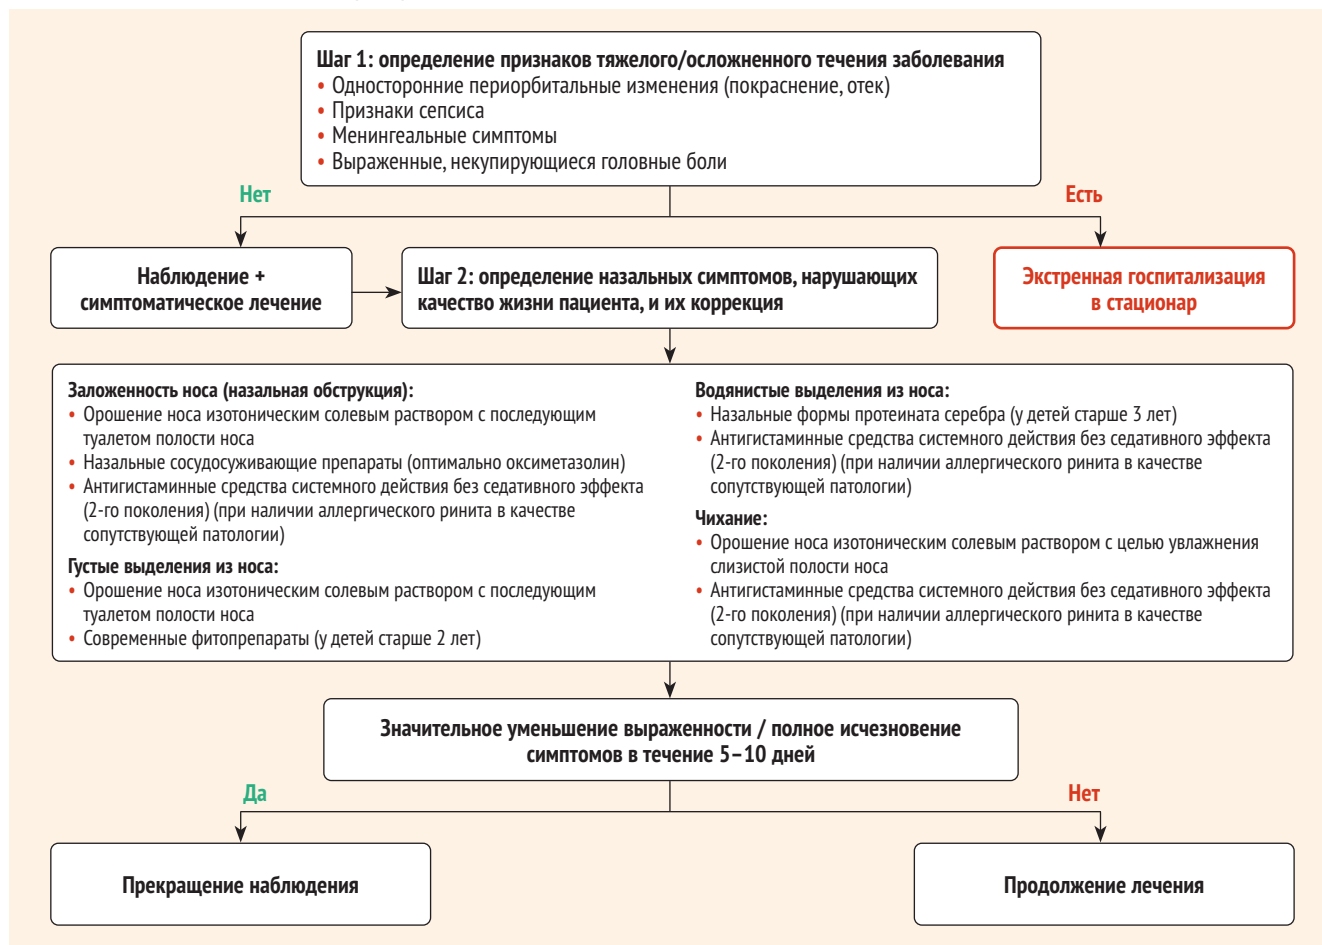 Шаг 1: определение признаков тяжелого/осложненного течения заболевания
• Односторонние периорбитальные изменения (покраснение, отек)
• Признаки сепсиса
• Менингеальные симптомы
• Выраженные, некупирующиеся головные боли
Нет
Есть
Наблюдение +
симптоматическое лечение
Шаг 2: определение назальных симптомов, нарушающих
качество жизни пациента, и их коррекция
Экстренная госпитализация
в стационар
Заложенность носа (назальная обструкция):
• Орошение носа изотоническим солевым раствором с последующим
туалетом полости носа
• Назальные сосудосуживающие препараты (оптимально оксиметазолин)
• Антигистаминные средства системного действия без седативного эффекта
(2-го поколения) (при наличии аллергического ринита в качестве
сопутствующей патологии)
Густые выделения из носа:
• Орошение носа изотоническим солевым раствором с последующим
туалетом полости носа
• Современные фитопрепараты (у детей старше 2 лет)
Водянистые выделения из носа:
• Назальные формы протеината серебра (у детей старше 3 лет)
• Антигистаминные средства системного действия без седативного эффекта
(2-го поколения) (при наличии аллергического ринита в качестве
сопутствующей патологии)
Чихание:
• Орошение носа изотоническим солевым раствором с целью увлажнения
слизистой полости носа
• Антигистаминные средства системного действия без седативного эффекта
(2-го поколения) (при наличии аллергического ринита в качестве
сопутствующей патологии)
Значительное уменьшение выраженности / полное исчезновение
симптомов в течение 5–10 дней
Да
Нет
Прекращение наблюдения
Продолжение лечения